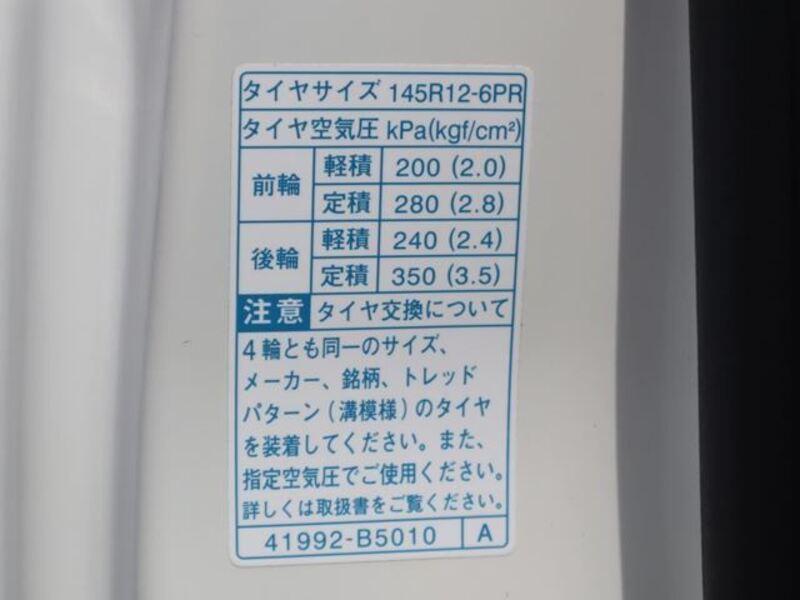 タイヤサイズ 145R12-6PR
タイヤ空気圧 kPa(kgf/cm²)
前輪 軽積 200 (2.0)
定積 280 (2.8)
後輪 軽積 240 (2.4)
定積 350 (3.5)
注意 タイヤ交換について
4輪とも同一のサイズ、
メーカー、銘柄、トレッド
パターン(溝模様)のタイヤ
を装着してください。また、
指定空気圧でご使用ください。
詳しくは取扱書をご覧ください。
41992-B5010 A